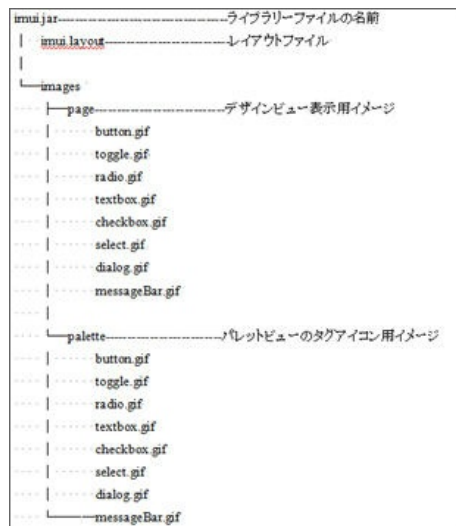 imui.jar--------------------------------ライブラリーファイルの名前
imui.layout----------------------------レイアウトファイル
images
page-----------------------------デザインビュー表示用イメージ
button.gif
toggle.gif
radio.gif
textbox.gif
checkbox.gif
select.gif
dialog.gif
messageBar.gif
palette--------------------------パレットビューのタグアイコン用イメージ
button.gif
toggle.gif
radio.gif
textbox.gif
checkbox.gif
select.gif
dialog.gif
messageBar.gif